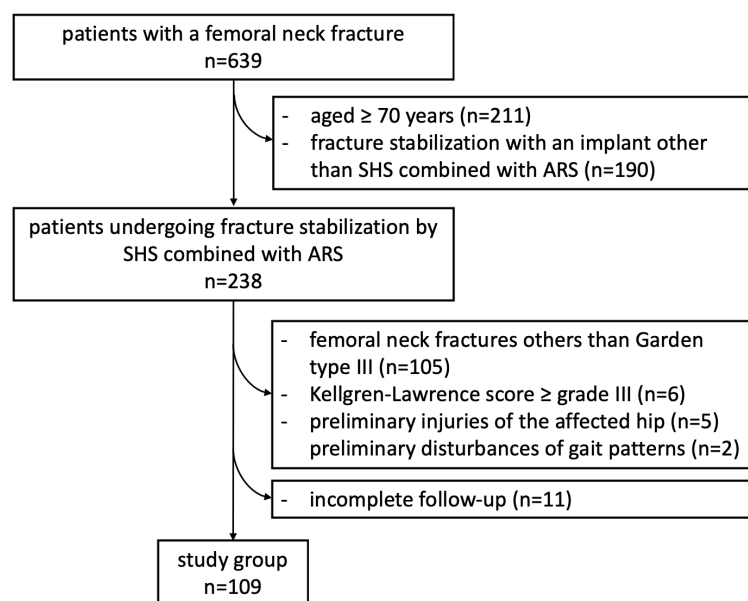 patients with a femoral neck fracture
n=639
- aged ≥ 70 years (n=211)
- fracture stabilization with an implant other
than SHS combined with ARS (n=190)
patients undergoing fracture stabilization by
SHS combined with ARS
n=238
- femoral neck fractures others than Garden
type III (n=105)
- Kellgren-Lawrence score ≥ grade III (n=6)
- preliminary injuries of the affected hip (n=5)
preliminary disturbances of gait patterns (n=2)
- incomplete follow-up (n=11)
study group
n=109